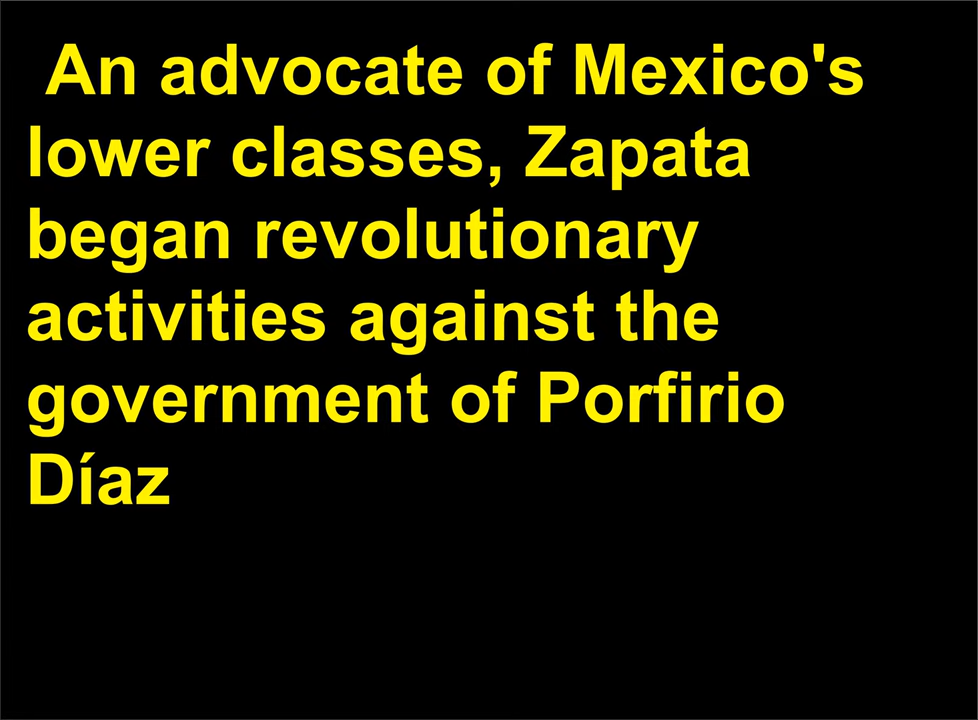 An advocate of Mexico's
lower classes, Zapata
began revolutionary
activities against the
government of Porfirio
Díaz